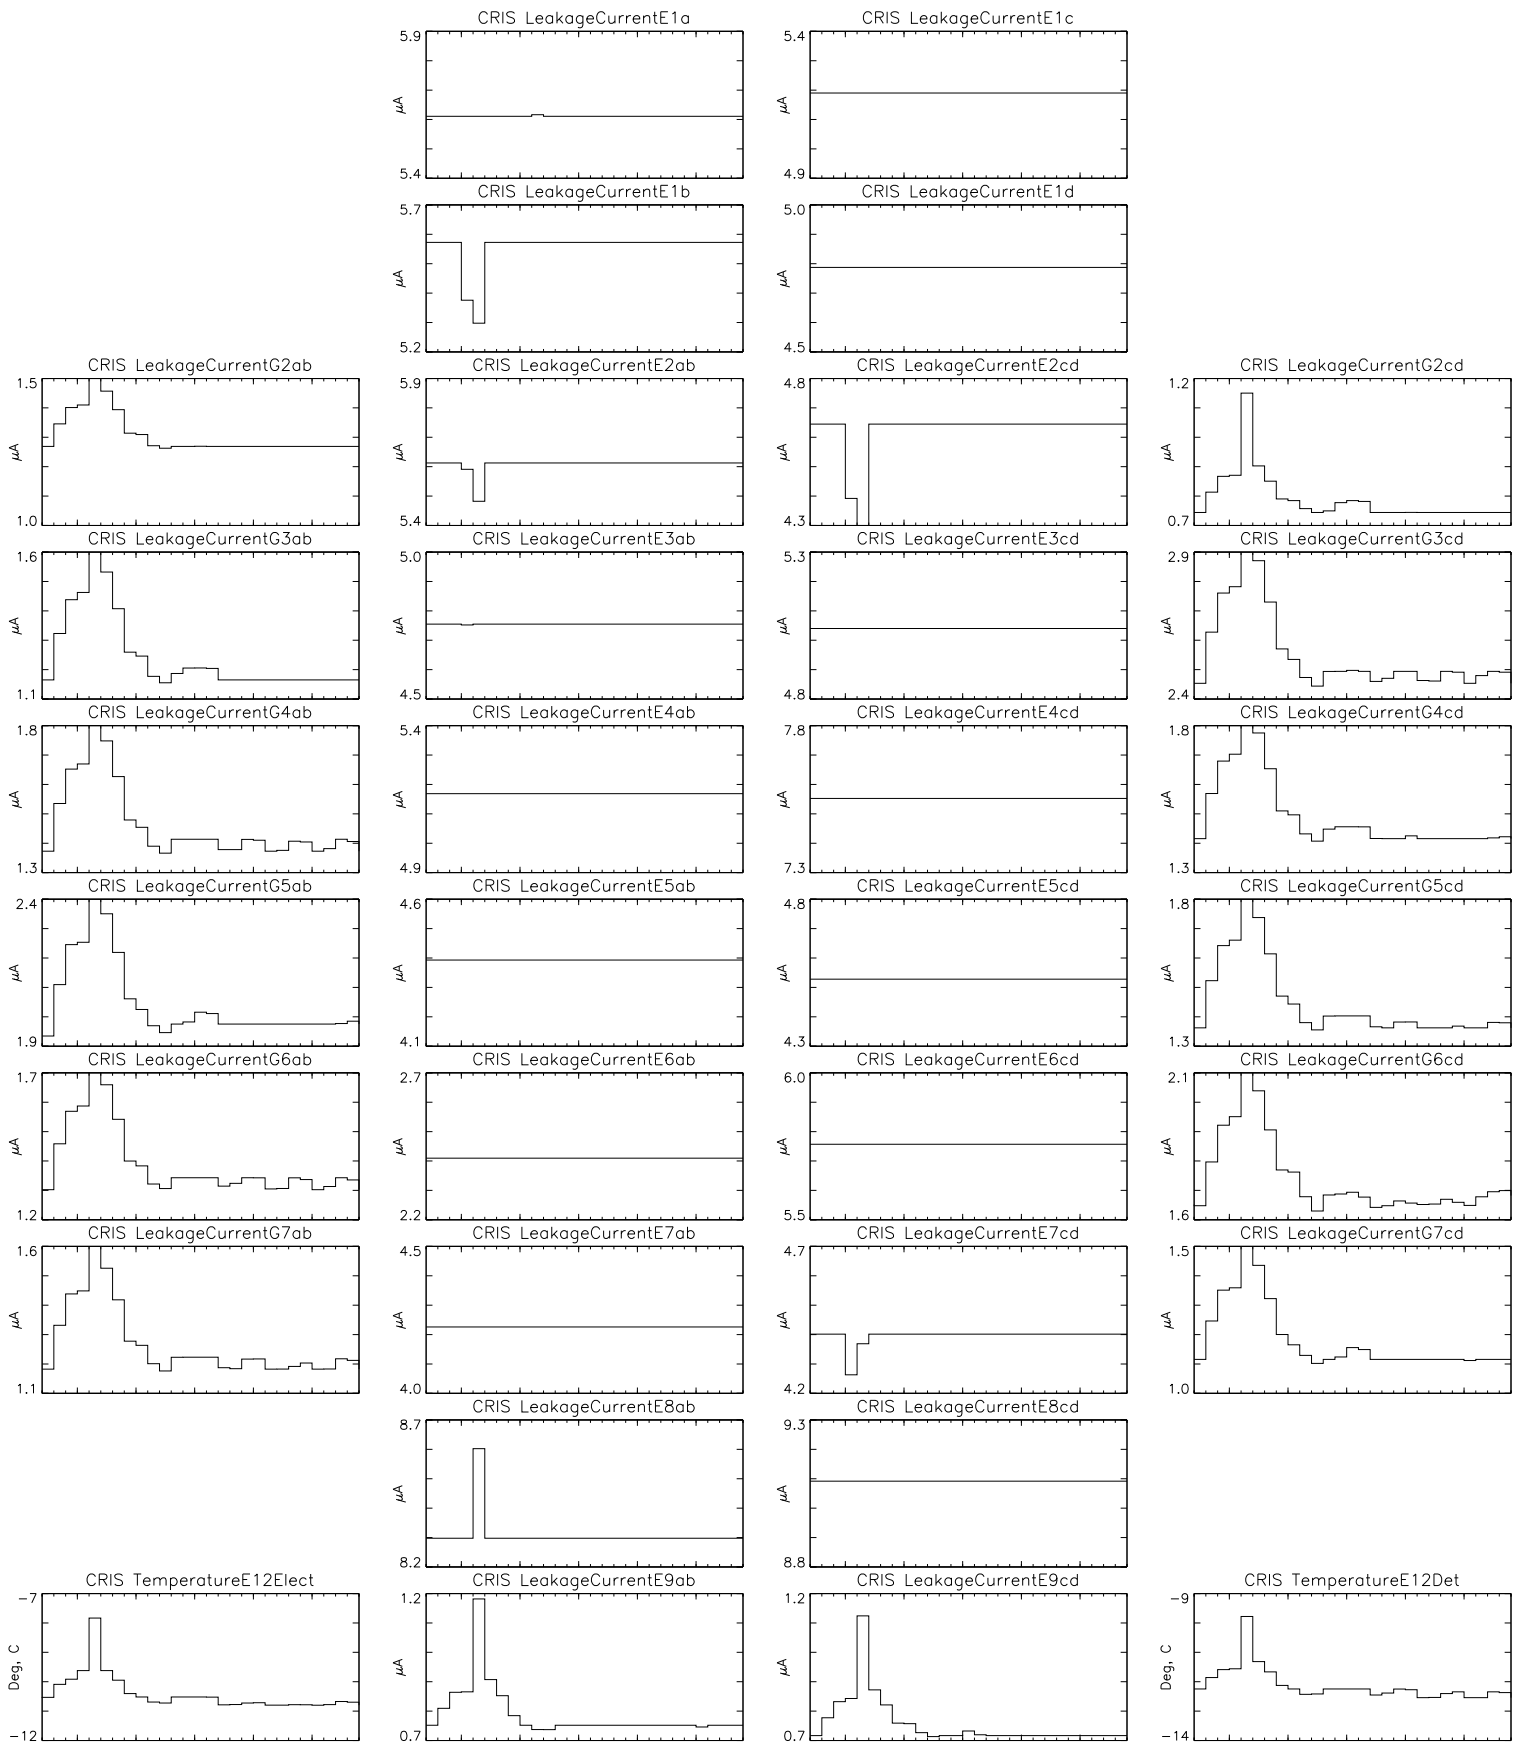 CRIS LeakageCurrentE1a CRIS LeakageCurrentE1c
5.9 5.4
μA μA
5.4 4.9
CRIS LeakageCurrentE1b CRIS LeakageCurrentE1d
5.7 5.0
μA μA
5.2 4.5
CRIS LeakageCurrentG2ab CRIS LeakageCurrentE2ab CRIS LeakageCurrentE2cd CRIS LeakageCurrentG2cd
1.5 5.9 4.8 1.2
μA μA μA μA
1.0 5.4 4.3 0.7
CRIS LeakageCurrentG3ab CRIS LeakageCurrentE3ab CRIS LeakageCurrentE3cd CRIS LeakageCurrentG3cd
1.6 5.0 5.3 2.9
μA μA μA μA
1.1 4.5 4.8 2.4
CRIS LeakageCurrentG4ab CRIS LeakageCurrentE4ab CRIS LeakageCurrentE4cd CRIS LeakageCurrentG4cd
1.8 5.4 7.8 1.8
μA μA μA μA
1.3 4.9 7.3 1.3
CRIS LeakageCurrentG5ab CRIS LeakageCurrentE5ab CRIS LeakageCurrentE5cd CRIS LeakageCurrentG5cd
2.4 4.6 4.8 1.8
μA μA μA μA
1.9 4.1 4.3 1.3
CRIS LeakageCurrentG6ab CRIS LeakageCurrentE6ab CRIS LeakageCurrentE6cd CRIS LeakageCurrentG6cd
1.7 2.7 6.0 2.1
μA μA μA μA
1.2 2.2 5.5 1.6
CRIS LeakageCurrentG7ab CRIS LeakageCurrentE7ab CRIS LeakageCurrentE7cd CRIS LeakageCurrentG7cd
1.6 4.5 4.7 1.5
μA μA μA μA
1.1 4.0 4.2 1.0
CRIS LeakageCurrentE8ab CRIS LeakageCurrentE8cd
8.7 9.3
μA μA
8.2 8.8
CRIS TemperatureE12Elect CRIS LeakageCurrentE9ab CRIS LeakageCurrentE9cd CRIS TemperatureE12Det
-7 1.2 1.2 -9
Deg, C μA μA Deg, C
-12 0.7 0.7 -14